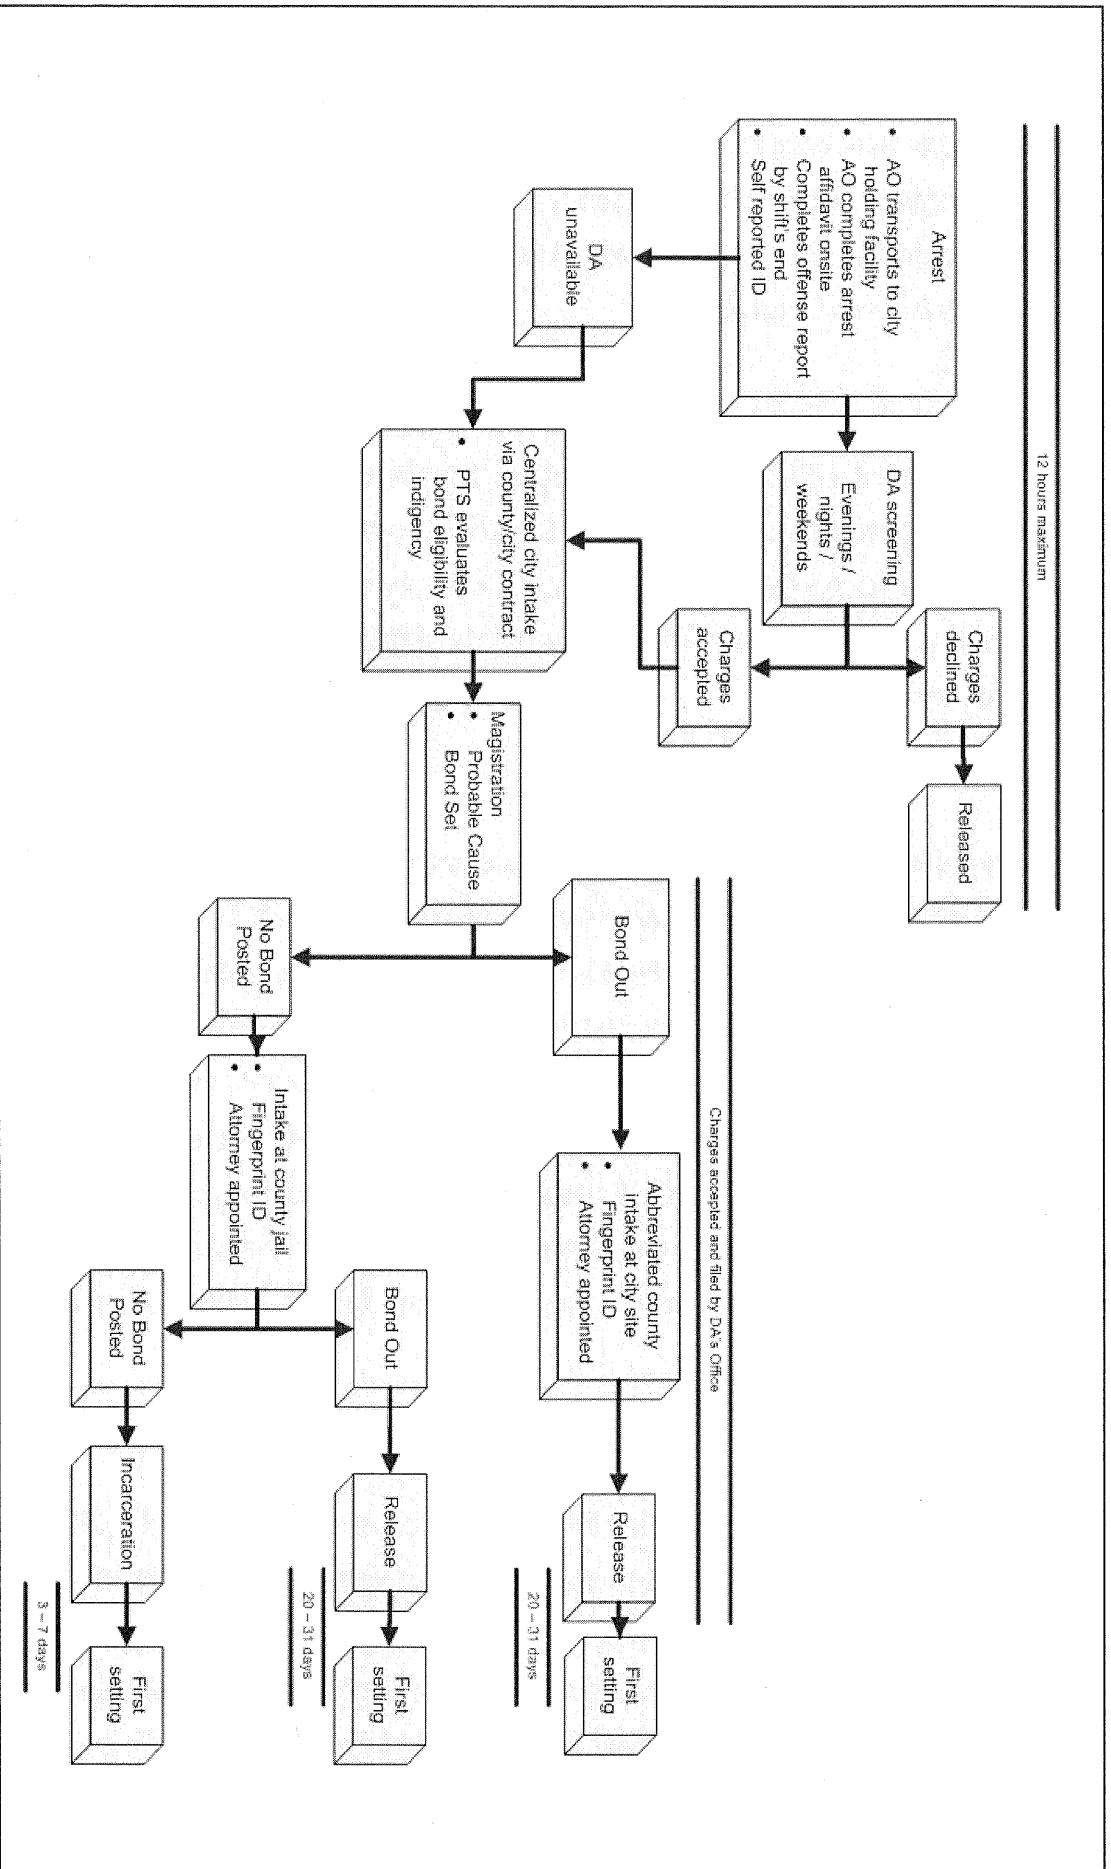 12 hours maximum
Arrest
• AO transports to city
holding facility
• AO completes arrest
affidavit onsite
• Completes offense report
by shift's end
• Self reported ID
DA screening
Evenings /
nights /
weekends
Charges
declined
Released
Charges
accepted
DA
unavailable
Centralized city intake
via county/city contract
• PTS evaluates
bond eligibility and
indigency
Magistration
• Probable Cause
• Bond Set
Charges accepted and filed by DA's Office
Bond Out
Abbreviated county
intake at city site
• Fingerprint ID
• Attorney appointed
Release
First
setting
20 – 31 days
No Bond
Posted
Intake at county jail
• Fingerprint ID
• Attorney appointed
Bond Out
Release
First
setting
20 – 31 days
No Bond
Posted
Incarceration
First
setting
3 – 7 days